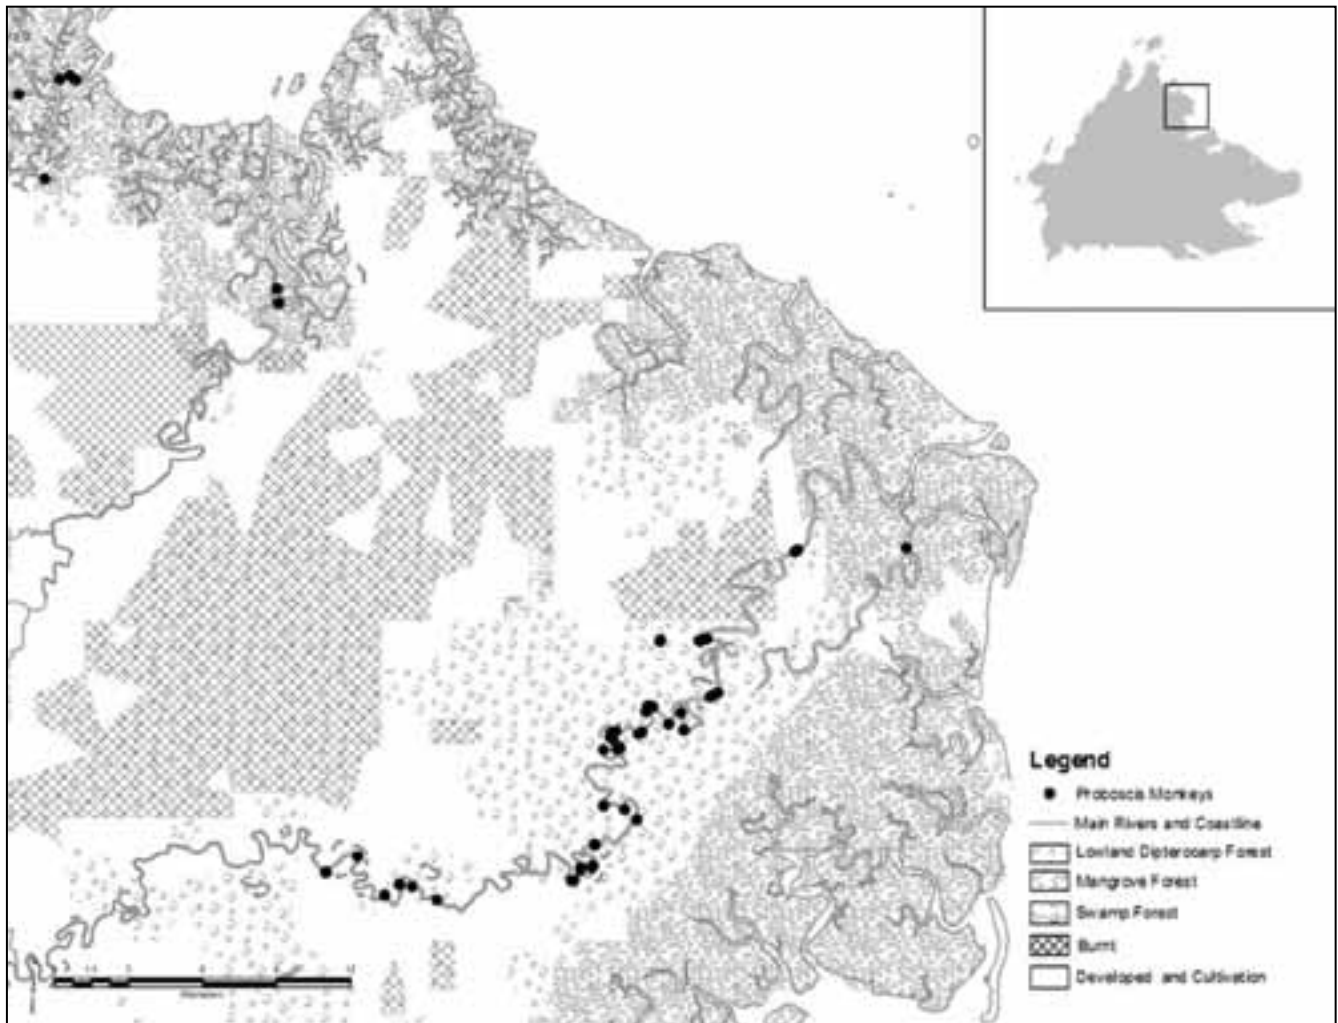 Legend
Proboscis Monkeys
Main Rivers and Coastline
Lowland Dipterocarp Forest
Mangrove Forest
Swamp Forest
Burnt
Developed and Cultivation